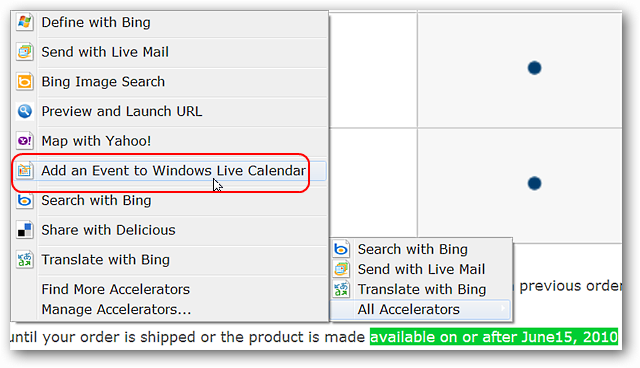 Define with Bing
Send with Live Mail
Bing Image Search
Preview and Launch URL
Map with Yahoo!
Add an Event to Windows Live Calendar
Search with Bing
Share with Delicious
Translate with Bing
Find More Accelerators
Manage Accelerators...
Search with Bing
Send with Live Mail
Translate with Bing
All Accelerators
previous order
until your order is shipped or the product is made available on or after June15, 2010